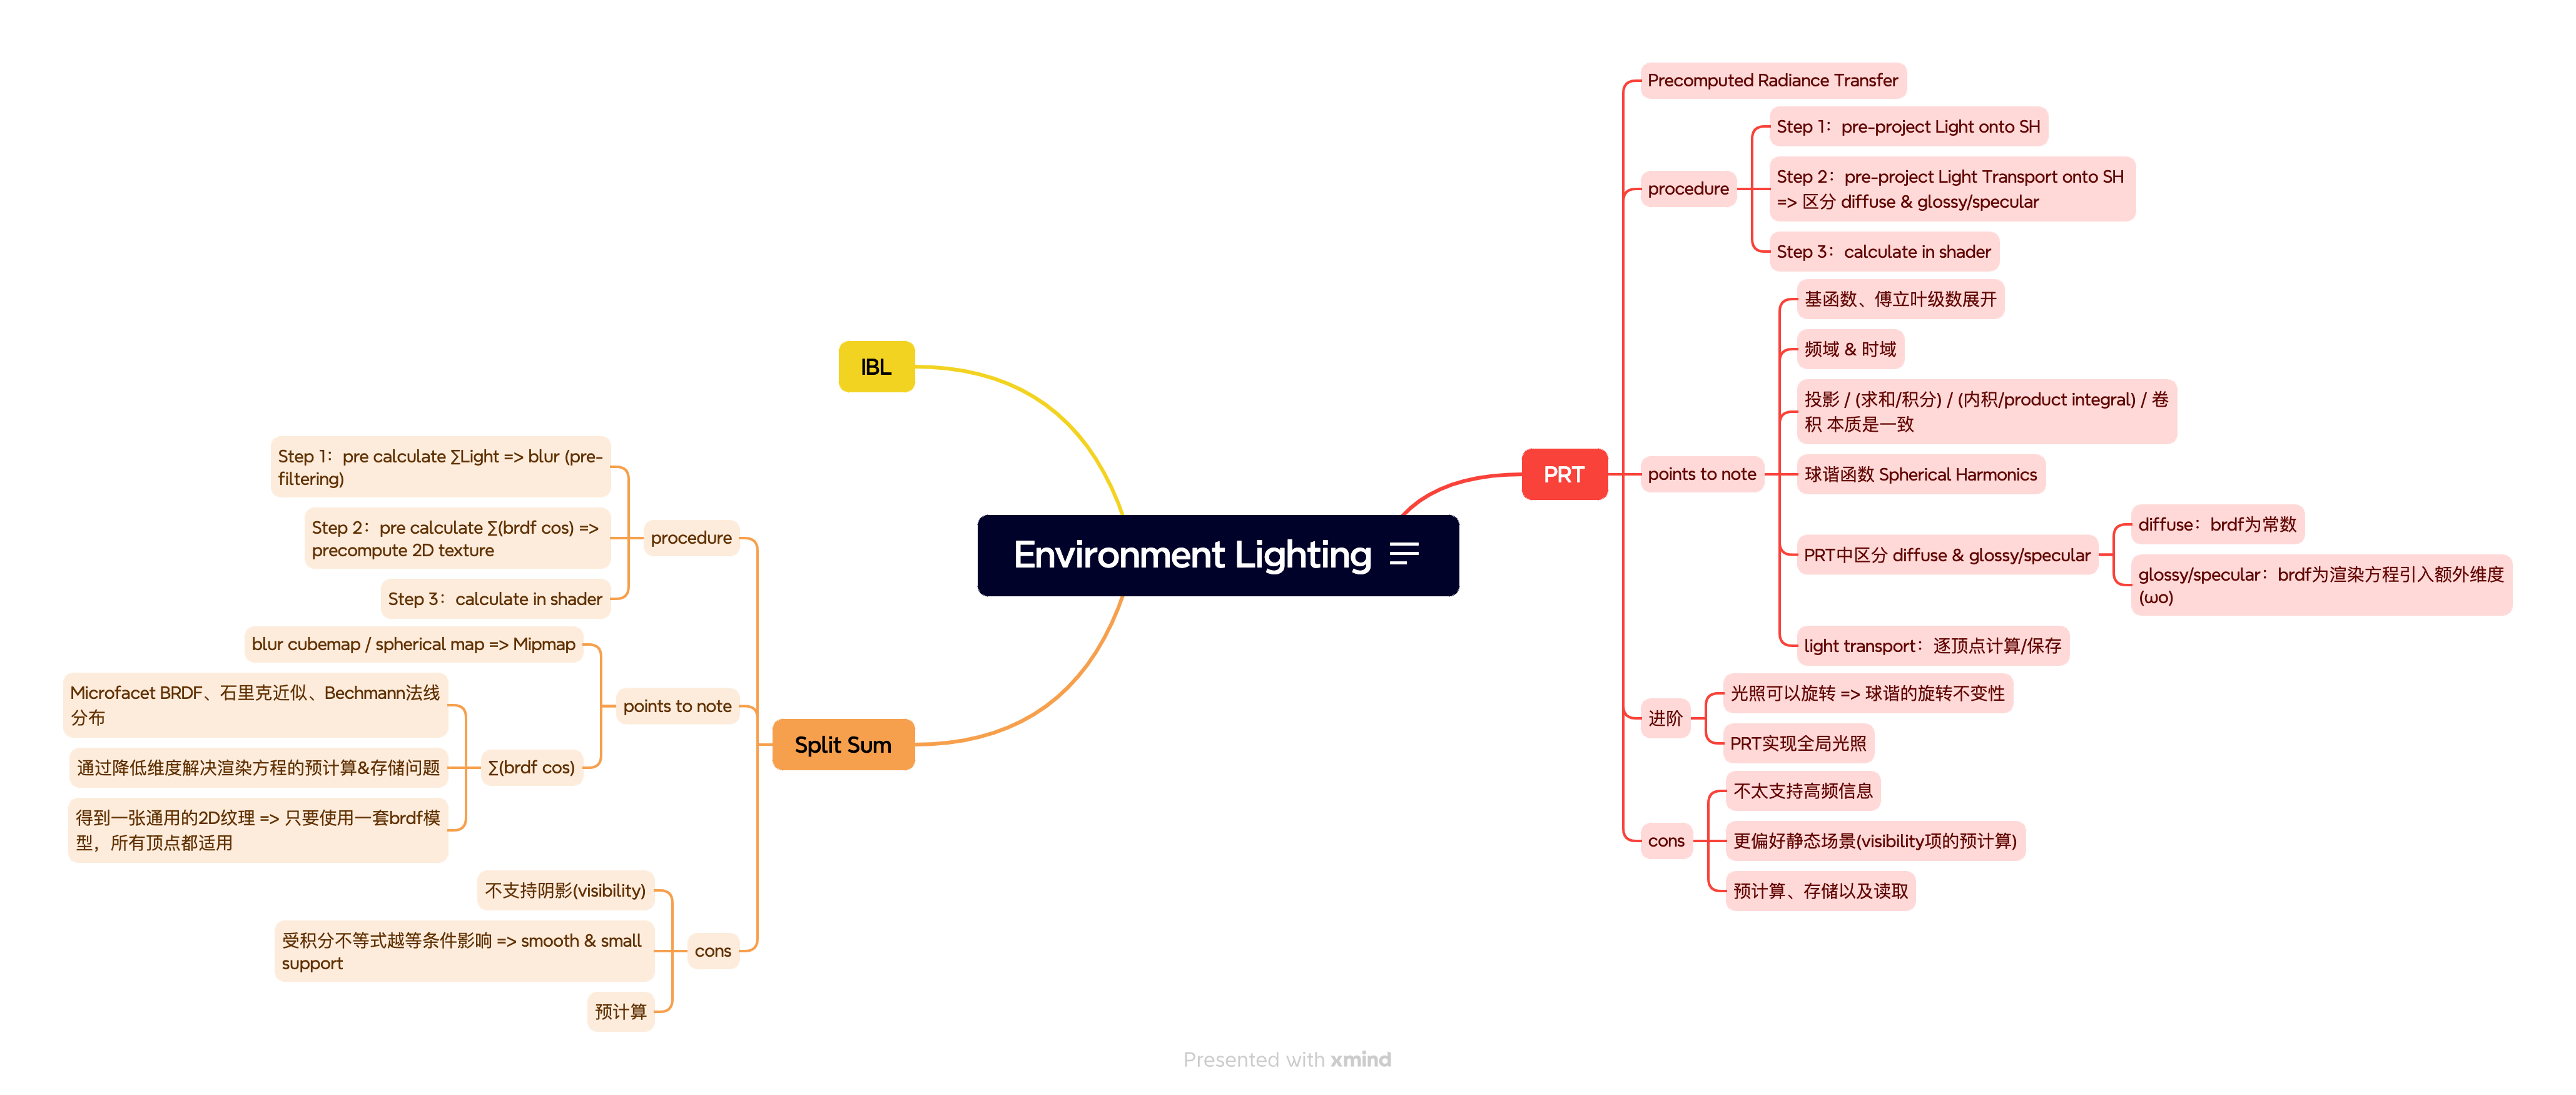 Environment Lighting
PRT
Precomputed Radiance Transfer
procedure
Step 1：pre-project Light onto SH
Step 2：pre-project Light Transport onto SH
=> 区分 diffuse & glossy/specular
Step 3：calculate in shader
points to note
基函数、傅立叶级数展开
频域 & 时域
投影 / (求和/积分) / (内积/product integral) / 卷
积 本质是一致
球谐函数 Spherical Harmonics
PRT中区分 diffuse & glossy/specular
diffuse：brdf为常数
glossy/specular：brdf为渲染方程引入额外维度
(ωo)
light transport：逐顶点计算/保存
进阶
光照可以旋转 => 球谐的旋转不变性
PRT实现全局光照
cons
不太支持高频信息
更偏好静态场景(visibility项的预计算)
预计算、存储以及读取
IBL
Split Sum
procedure
Step 1：pre calculate ∑Light => blur (pre-
filtering)
Step 2：pre calculate ∑(brdf cos) =>
precompute 2D texture
Step 3：calculate in shader
points to note
blur cubemap / spherical map => Mipmap
∑(brdf cos)
Microfacet BRDF、石里克近似、Bechmann法线
分布
通过降低维度解决渲染方程的预计算&存储问题
得到一张通用的2D纹理 => 只要使用一套brdf模
型，所有顶点都适用
cons
不支持阴影(visibility)
受积分不等式越等条件影响 => smooth & small
support
预计算
Presented with xmind